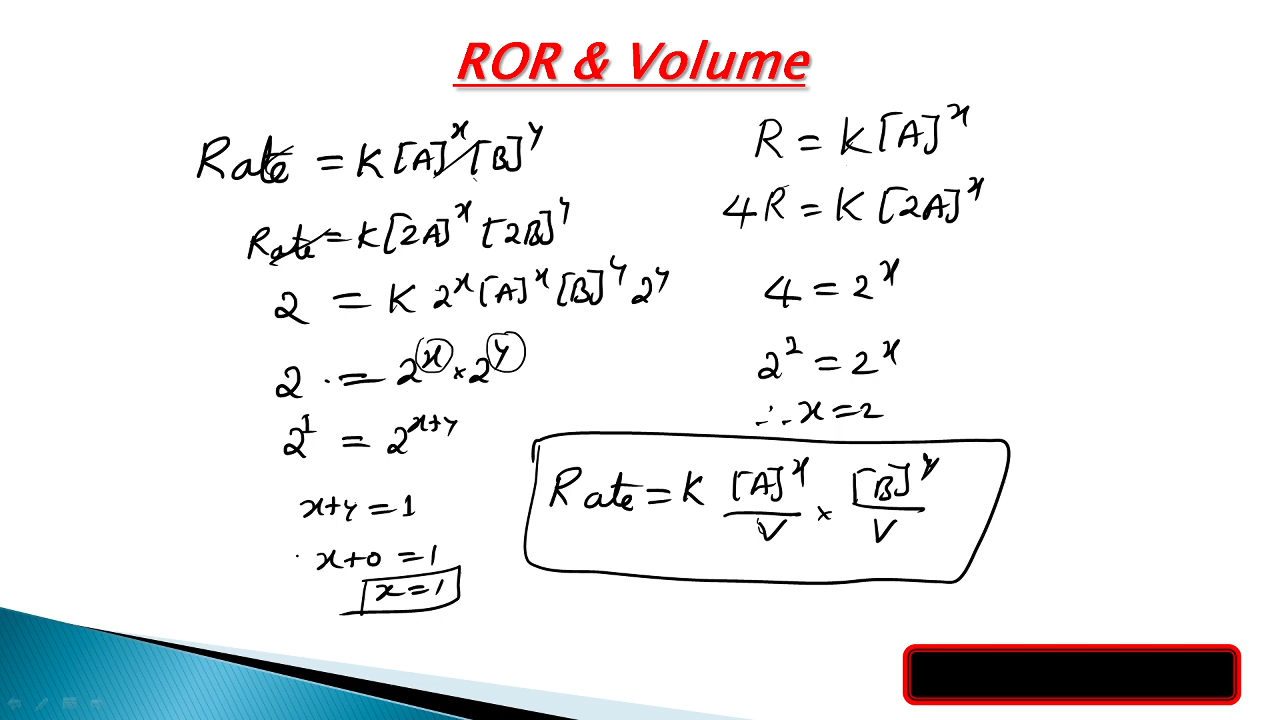 ROR & Volume
Rate = K [A]^x [B]^y
Rate = K [2A]^x [2B]^y
2 = K 2^x [A]^x [B]^y 2^y
2 = 2^x × 2^y
2^1 = 2^x+y
x+y = 1
x+0 = 1
x = 1
R = K [A]^x
4R = K [2A]^x
4 = 2^x
2^2 = 2^x
∴ x = 2
Rate = K [A]^x/V × [B]^y/V